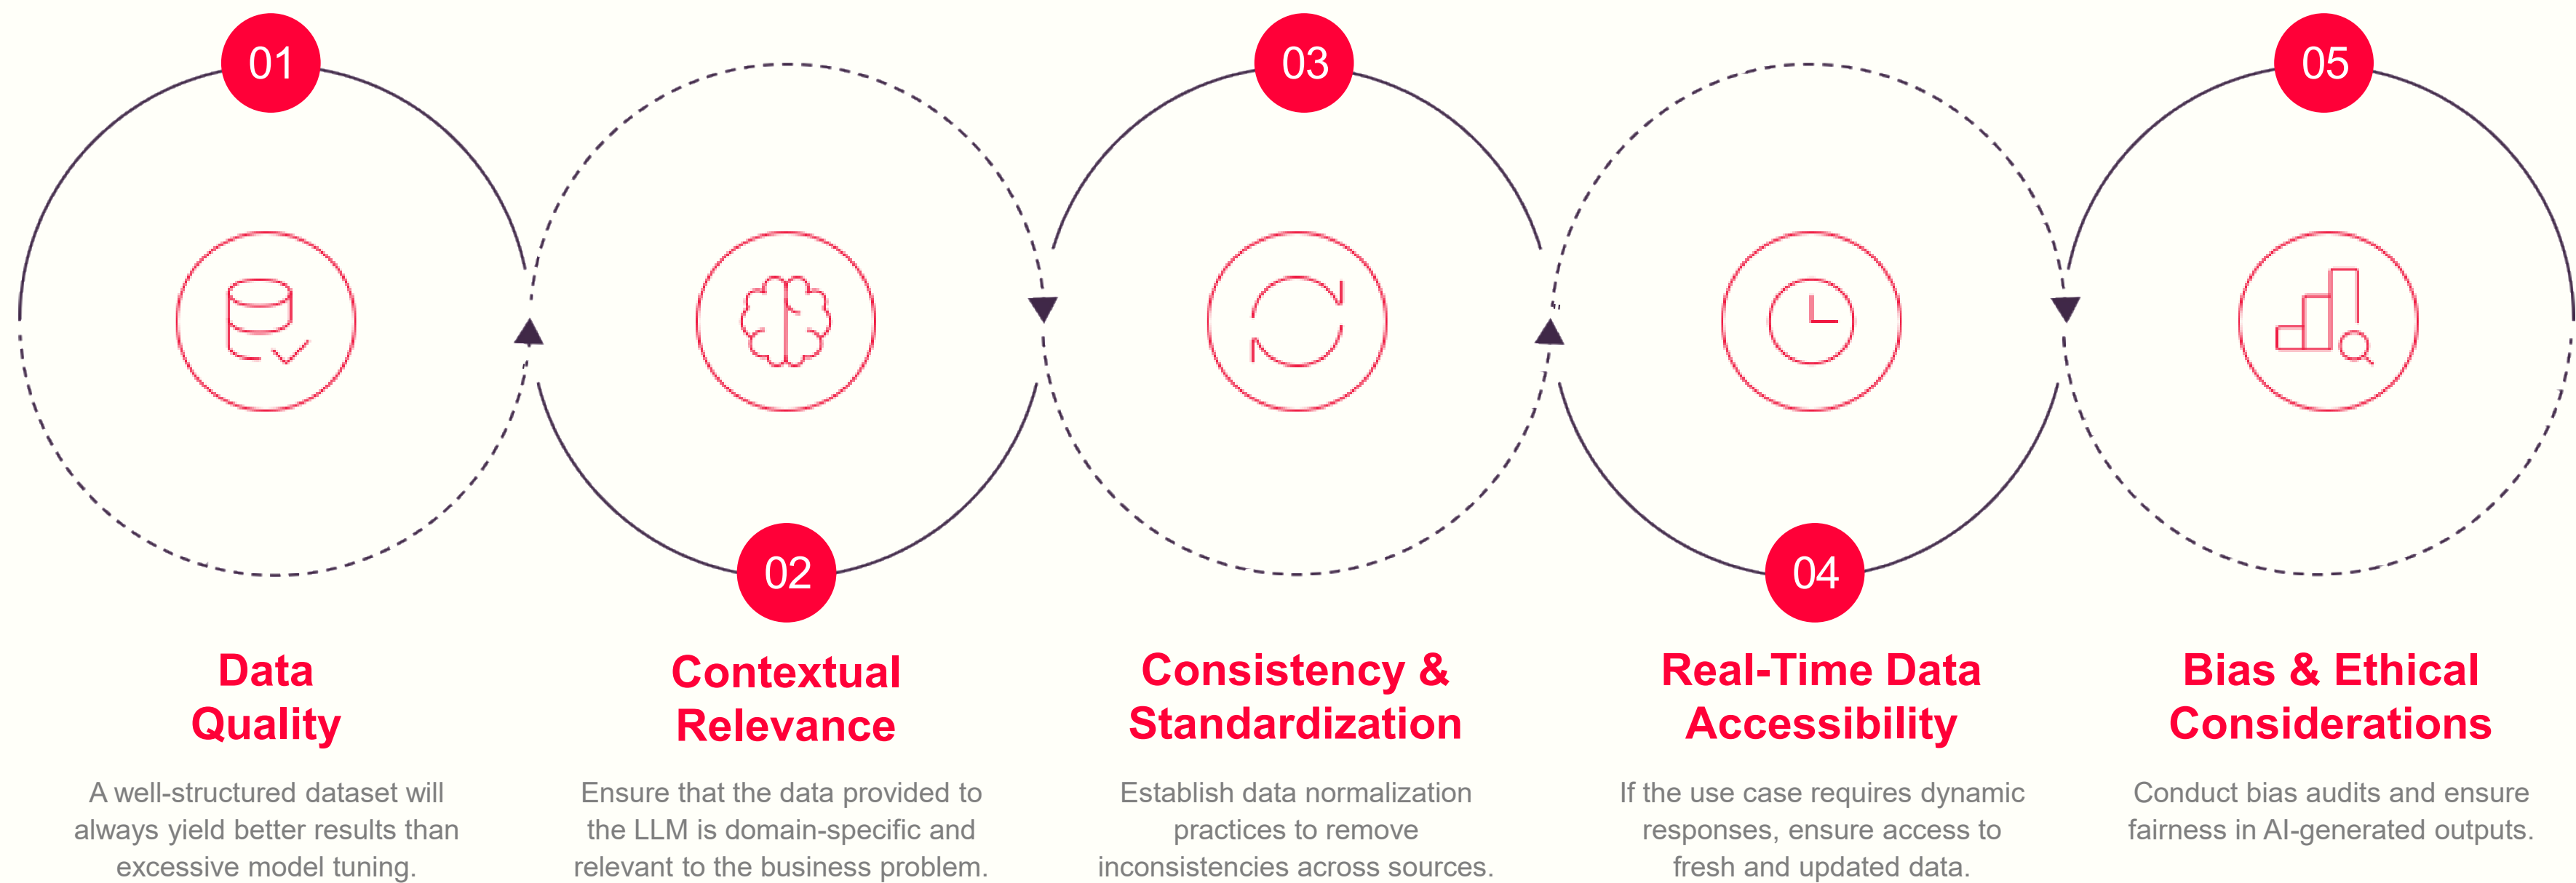 01
Data
Quality
A well-structured dataset will
always yield better results than
excessive model tuning.
02
Contextual
Relevance
Ensure that the data provided to
the LLM is domain-specific and
relevant to the business problem.
03
Consistency &
Standardization
Establish data normalization
practices to remove
inconsistencies across sources.
04
Real-Time Data
Accessibility
If the use case requires dynamic
responses, ensure access to
fresh and updated data.
05
Bias & Ethical
Considerations
Conduct bias audits and ensure
fairness in AI-generated outputs.